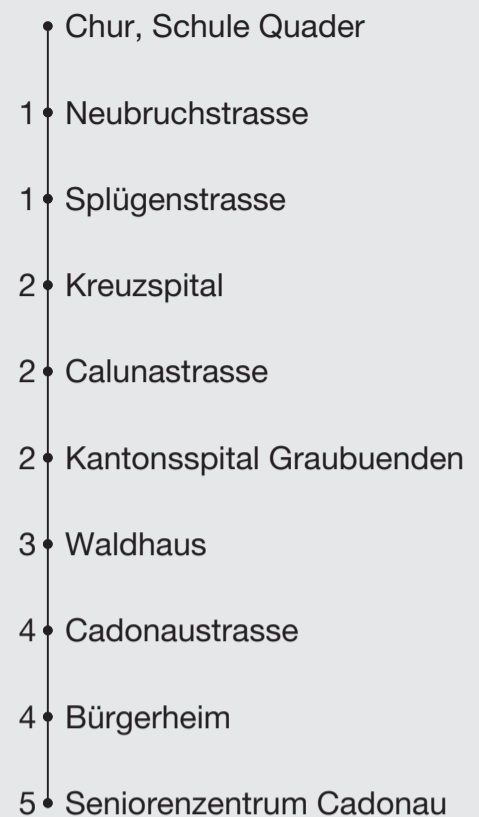 Chur, Schule Quader
1 Neubruchstrasse
1 Splügenstrasse
2 Kreuzspital
2 Calunastrasse
2 Kantonsspital Graubuenden
3 Waldhaus
4 Cadonaustrasse
4 Bürgerheim
5 Seniorenzentrum Cadonau